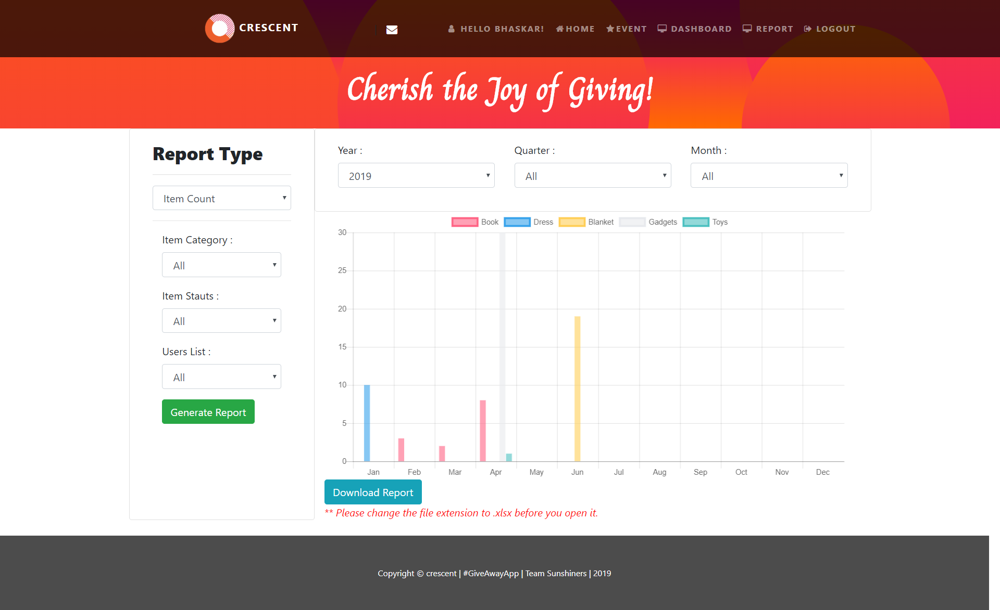 CRESCENT
HELLO BHASKAR! HOME EVENT DASHBOARD REPORT LOGOUT
Cherish the Joy of Giving!
Report Type
Item Count
Item Category :
All
Item Stauts :
All
Users List :
All
Generate Report
Year : Quarter : Month :
2019 All All
Book Dress Blanket Gadgets Toys
30
25
20
15
10
5
0
Jan Feb Mar Apr May Jun Jul Aug Sep Oct Nov Dec
Download Report
** Please change the file extension to .xlsx before you open it.
Copyright © crescent | #GiveAwayApp | Team Sunshiners | 2019